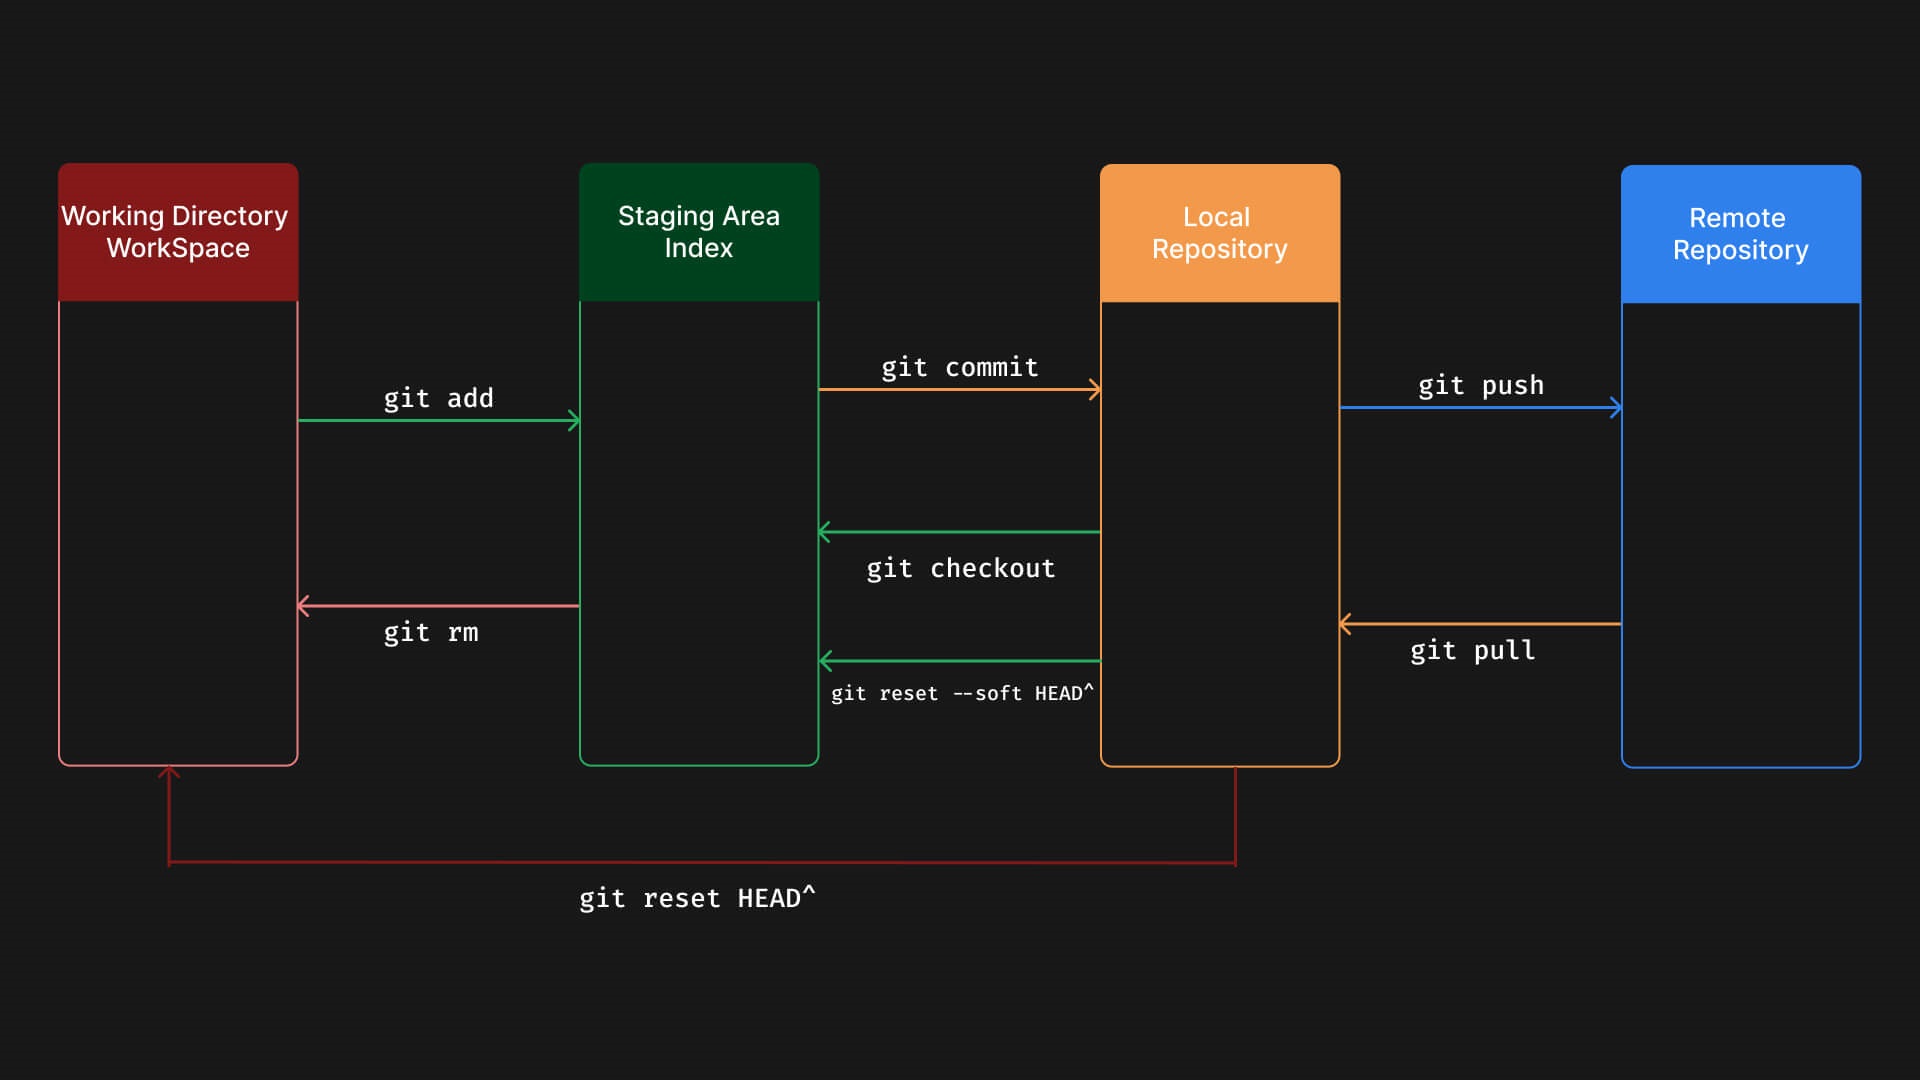 Working Directory
WorkSpace
Staging Area
Index
Local
Repository
Remote
Repository
git add
git commit
git push
git checkout
git rm
git pull
git reset --soft HEAD^
git reset HEAD^